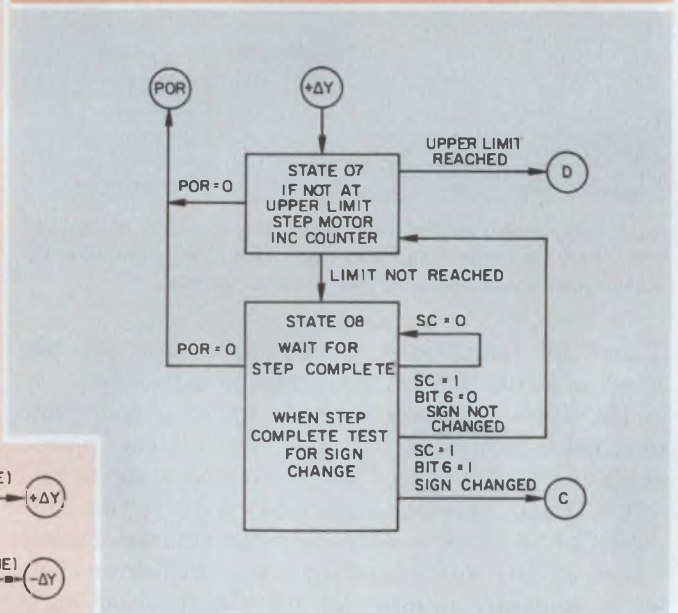 POR
+ΔY
UPPER LIMIT
REACHED
D
STATE 07
IF NOT AT
UPPER LIMIT
STEP MOTOR
INC COUNTER
POR = 0
LIMIT NOT REACHED
STATE 08
WAIT FOR
STEP COMPLETE
WHEN STEP
COMPLETE TEST
FOR SIGN
CHANGE
POR = 0
SC = 0
SC = 1
BIT 6 = 0
SIGN NOT
CHANGED
SC = 1
BIT 6 = 1
SIGN CHANGED
C
+ΔY
-ΔY